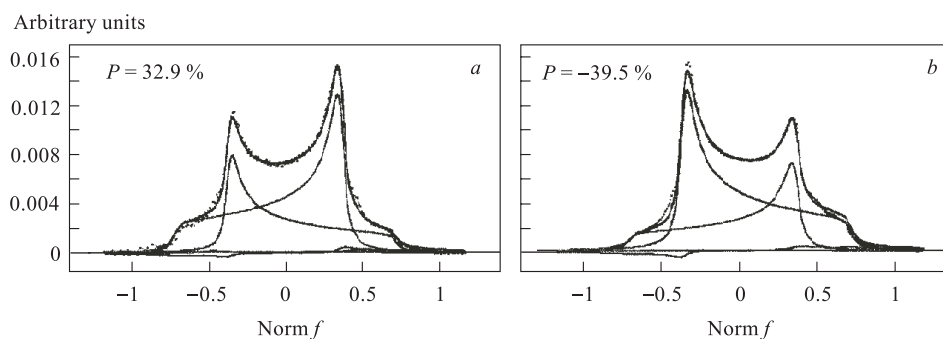 Arbitrary units
0.016
0.012
0.008
0.004
0
P = 32.9 %
a
−1
−0.5
0
0.5
1
Norm f
P = −39.5 %
b
−1
−0.5
0
0.5
1
Norm f